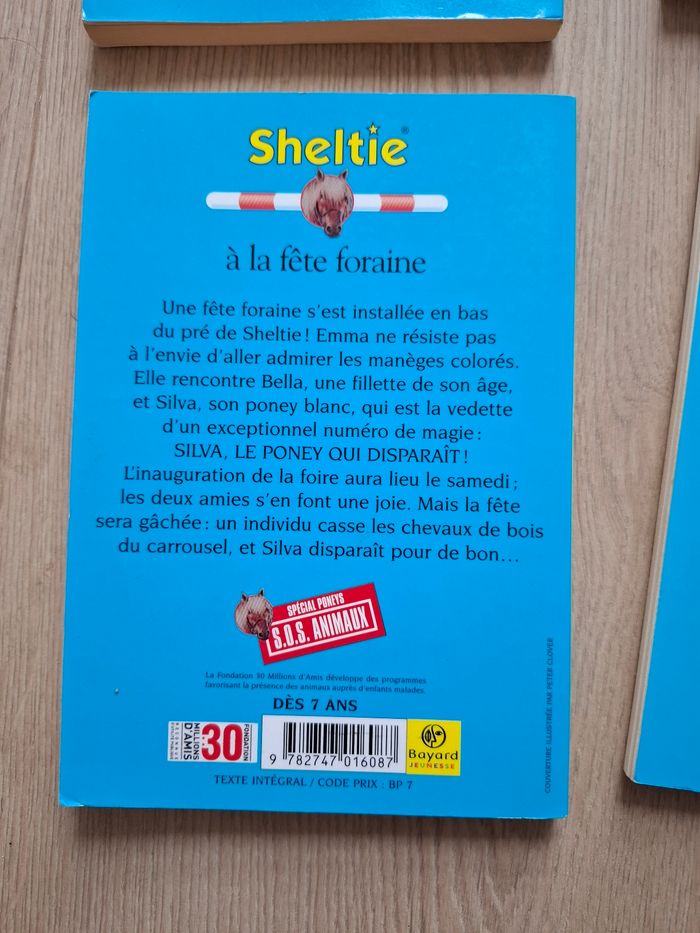 Sheltie®
à la fête foraine
Une fête foraine s'est installée en bas
du pré de Sheltie ! Emma ne résiste pas
à l'envie d'aller admirer les manèges colorés.
Elle rencontre Bella, une fillette de son âge,
et Silva, son poney blanc, qui est la vedette
d'un exceptionnel numéro de magie :
SILVA, LE PONEY QUI DISPARAÎT !
L'inauguration de la foire aura lieu le samedi ;
les deux amies s'en font une joie. Mais la fête
sera gâchée : un individu casse les chevaux de bois
du carrousel, et Silva disparaît pour de bon...
SPÉCIAL PONEYS
S.O.S. ANIMAUX
La Fondation 30 Millions d'Amis développe des programmes
favorisant la présence des animaux auprès d'enfants malades.
DÈS 7 ANS
FONDATION
30
MILLIONS
D'AMIS
RECONNUE
D'UTILITÉ PUBLIQUE
9 782747 016087
Bayard
JEUNESSE
TEXTE INTÉGRAL / CODE PRIX : BP 7
COUVERTURE ILLUSTRÉE PAR PETER CLOVER